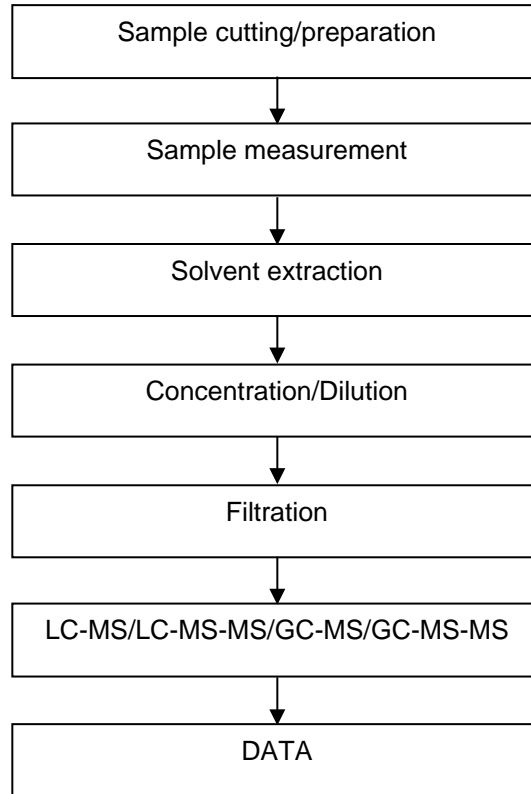 Sample cutting/preparation
Sample measurement
Solvent extraction
Concentration/Dilution
Filtration
LC-MS/LC-MS-MS/GC-MS/GC-MS-MS
DATA